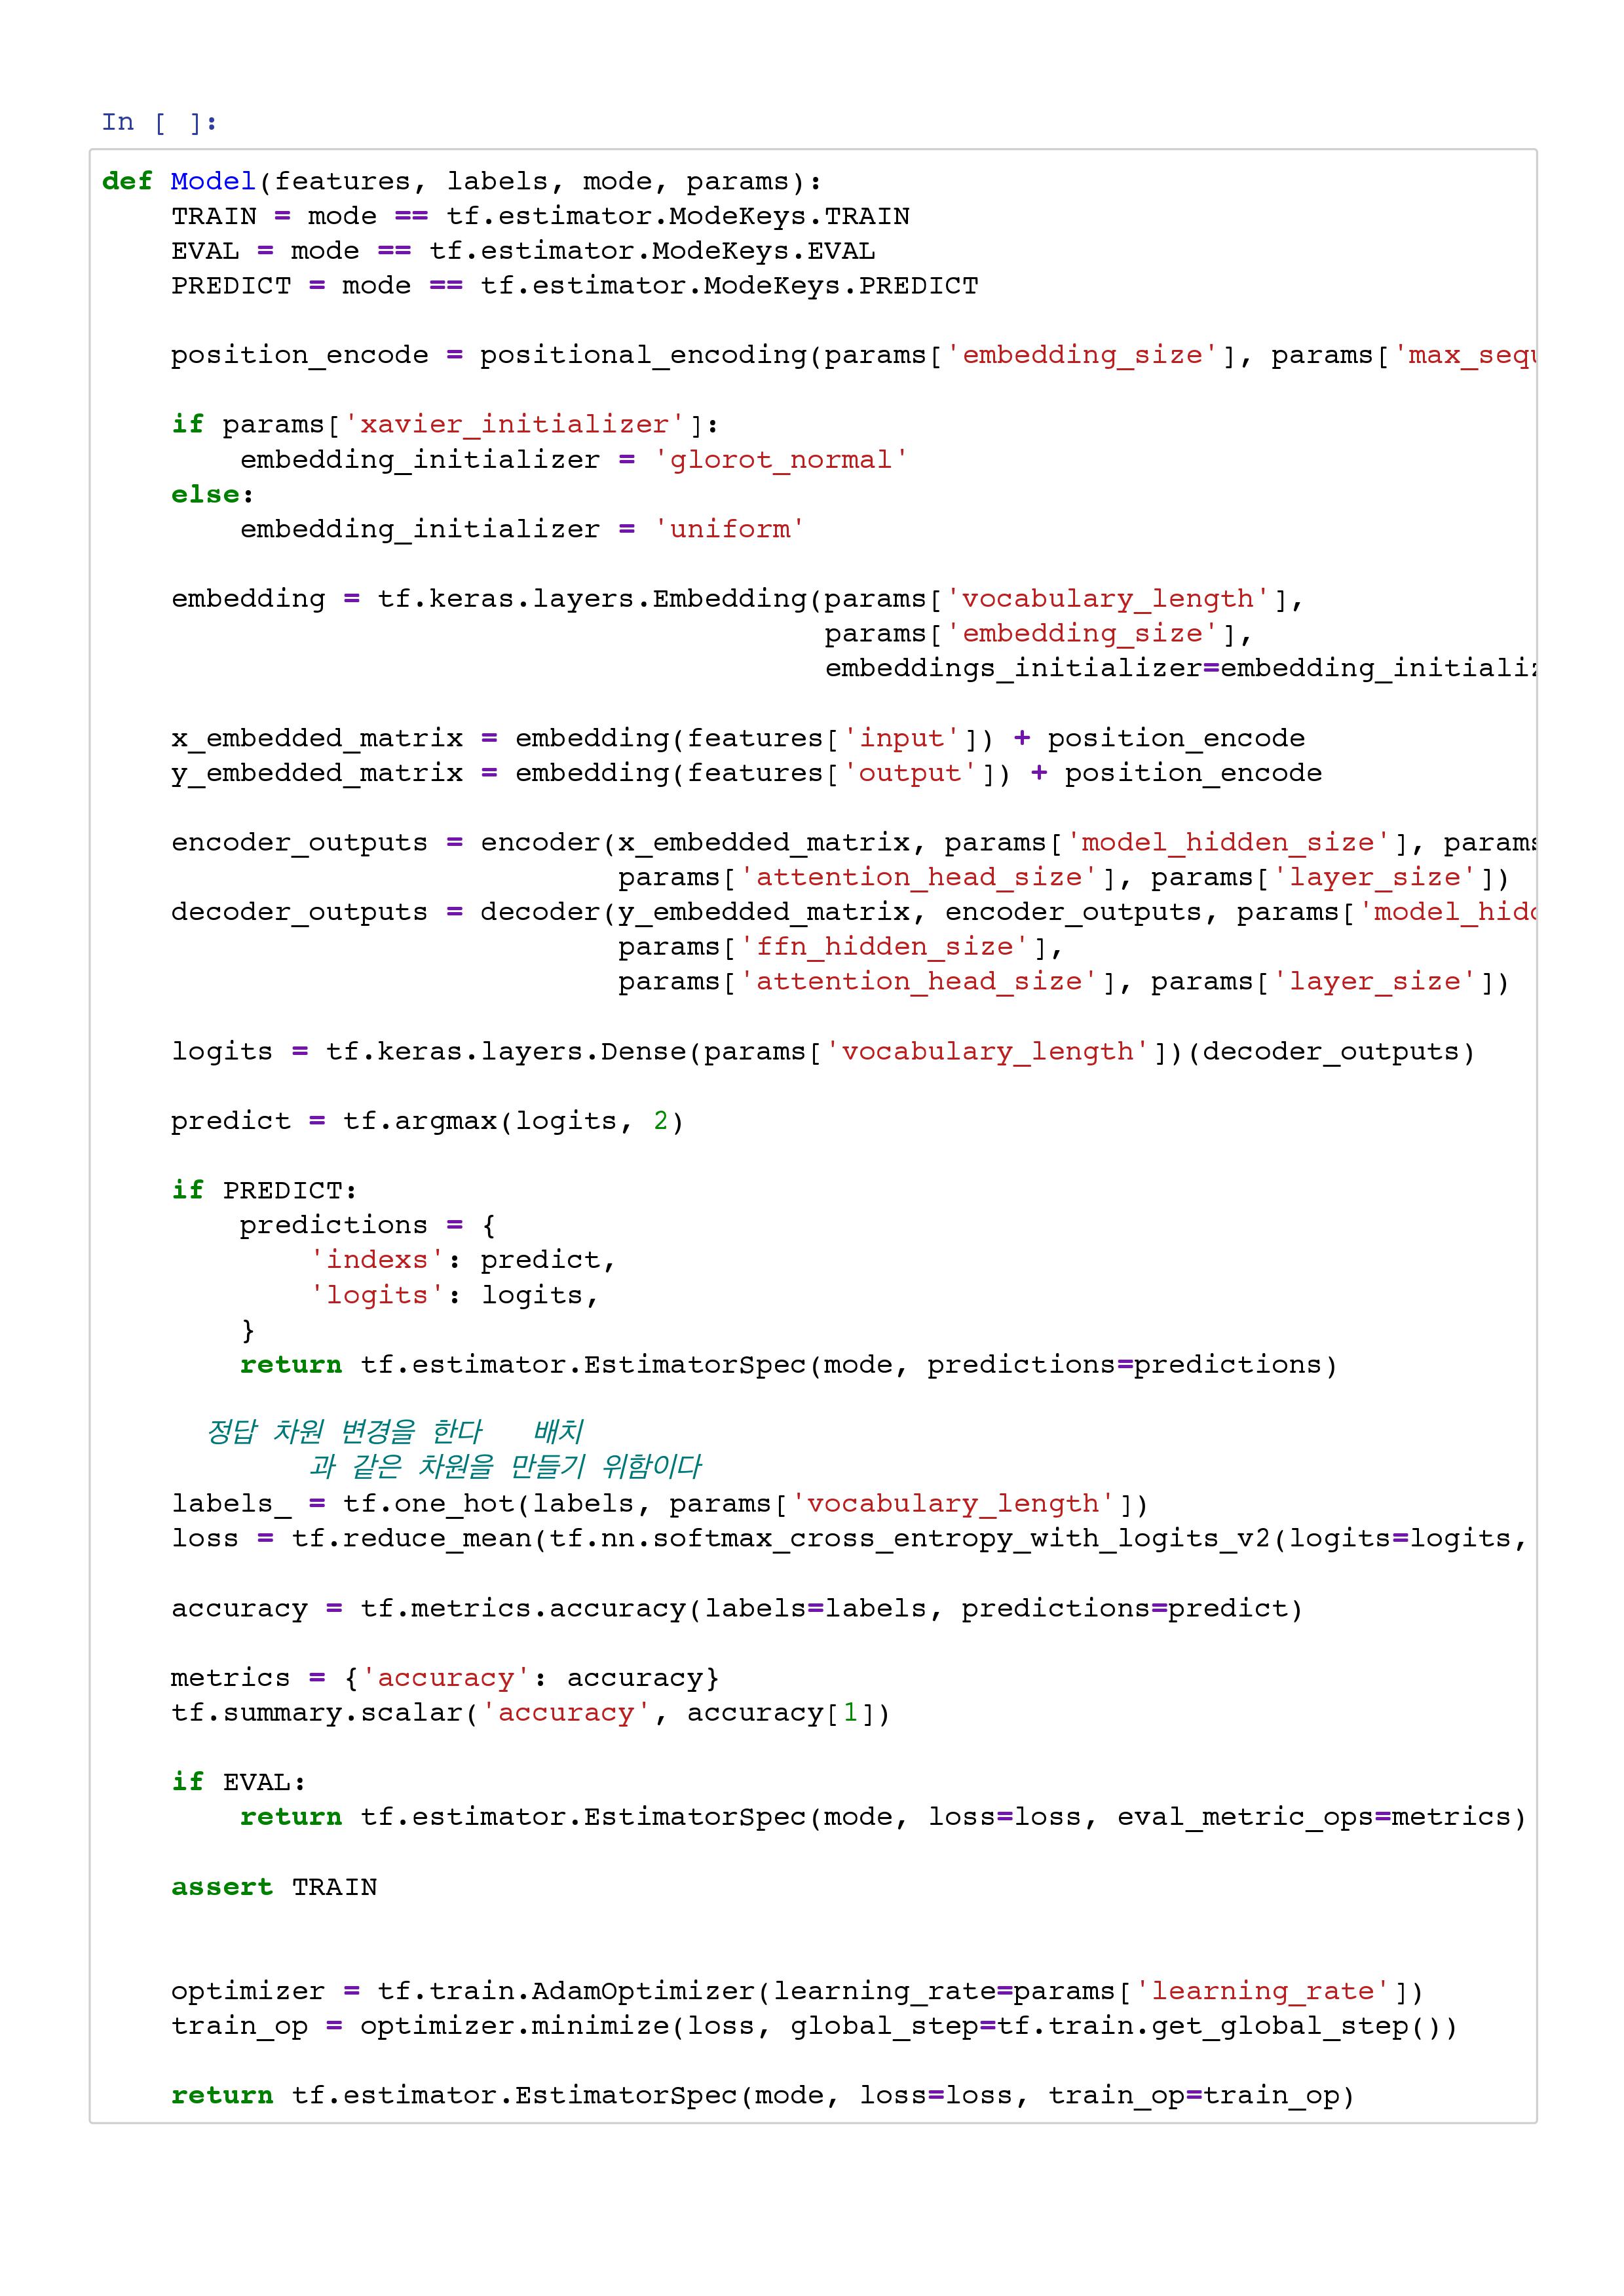 In [ ]:
def Model(features, labels, mode, params):
    TRAIN = mode == tf.estimator.ModeKeys.TRAIN
    EVAL = mode == tf.estimator.ModeKeys.EVAL
    PREDICT = mode == tf.estimator.ModeKeys.PREDICT
    position_encode = positional_encoding(params['embedding_size'], params['max_sequ
    if params['xavier_initializer']:
        embedding_initializer = 'glorot_normal'
    else:
        embedding_initializer = 'uniform'
    embedding = tf.keras.layers.Embedding(params['vocabulary_length'],
                                          params['embedding_size'],
                                          embeddings_initializer=embedding_initializ
    x_embedded_matrix = embedding(features['input']) + position_encode
    y_embedded_matrix = embedding(features['output']) + position_encode
    encoder_outputs = encoder(x_embedded_matrix, params['model_hidden_size'], params
                              params['attention_head_size'], params['layer_size'])
    decoder_outputs = decoder(y_embedded_matrix, encoder_outputs, params['model_hidd
                              params['ffn_hidden_size'],
                              params['attention_head_size'], params['layer_size'])
    logits = tf.keras.layers.Dense(params['vocabulary_length'])(decoder_outputs)
    predict = tf.argmax(logits, 2)
    if PREDICT:
        predictions = {
            'indexs': predict,
            'logits': logits,
        }
        return tf.estimator.EstimatorSpec(mode, predictions=predictions)
      정답 차원 변경을 한다   배치
            과 같은 차원을 만들기 위함이다
    labels_ = tf.one_hot(labels, params['vocabulary_length'])
    loss = tf.reduce_mean(tf.nn.softmax_cross_entropy_with_logits_v2(logits=logits,
    accuracy = tf.metrics.accuracy(labels=labels, predictions=predict)
    metrics = {'accuracy': accuracy}
    tf.summary.scalar('accuracy', accuracy[1])
    if EVAL:
        return tf.estimator.EstimatorSpec(mode, loss=loss, eval_metric_ops=metrics)
    assert TRAIN
    optimizer = tf.train.AdamOptimizer(learning_rate=params['learning_rate'])
    train_op = optimizer.minimize(loss, global_step=tf.train.get_global_step())
    return tf.estimator.EstimatorSpec(mode, loss=loss, train_op=train_op)